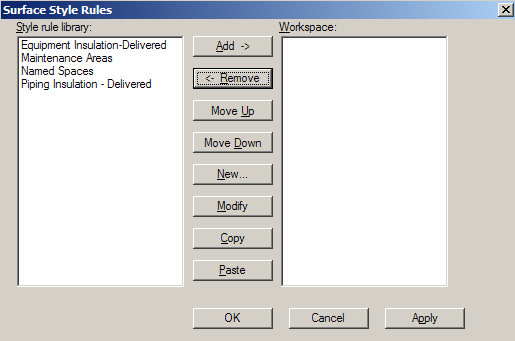 Surface Style Rules
Style rule library:
Workspace:
Equipment Insulation-Delivered
Maintenance Areas
Named Spaces
Piping Insulation - Delivered
Add ->
<- Remove
Move Up
Move Down
New...
Modify
Copy
Paste
OK
Cancel
Apply